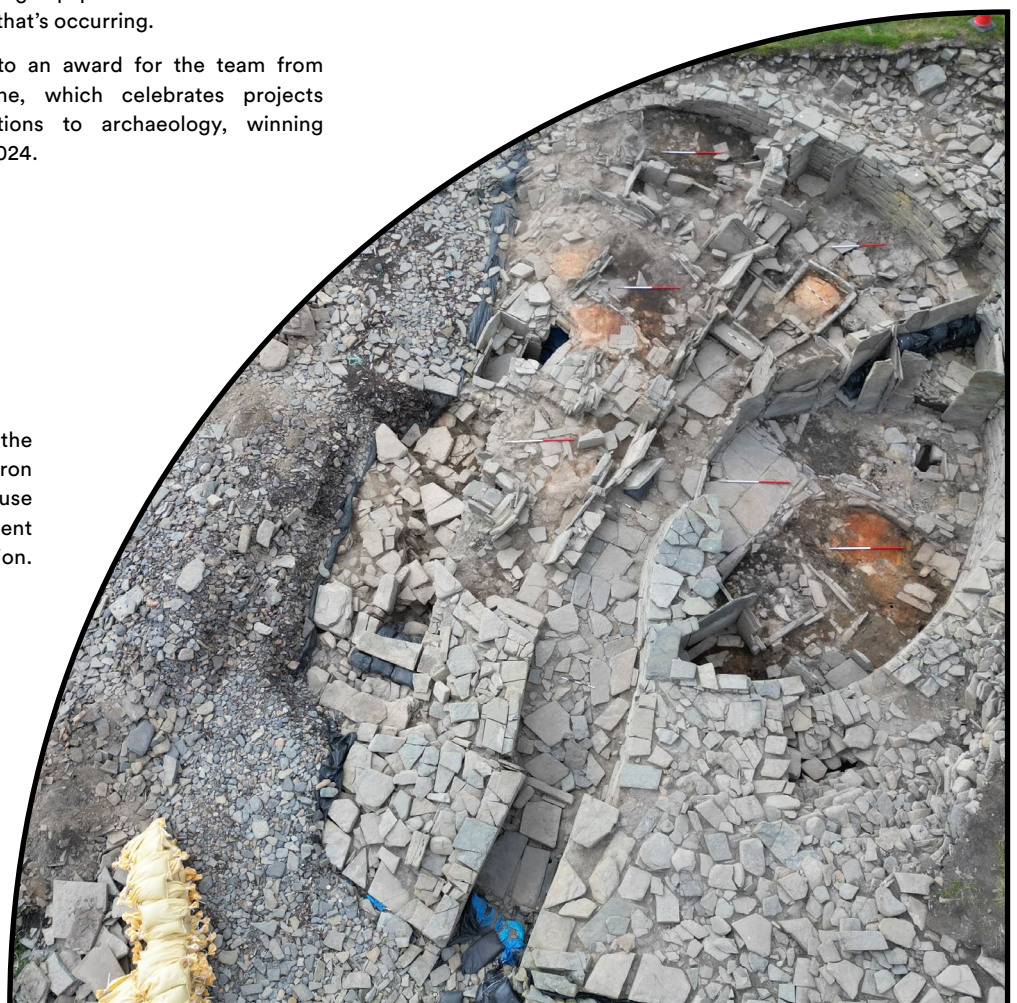 that's occurring.
to an award for the team from
ne, which celebrates projects
tions to archaeology, winning
024.
the
ron
use
ent
ion.